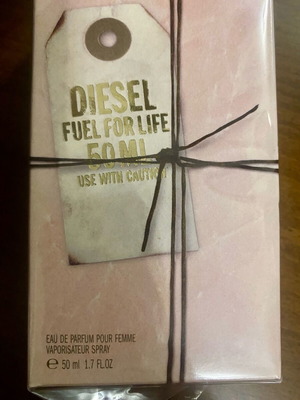 DIESEL
FUEL FOR LIFE
50 ML
USE WITH CAUTION
EAU DE PARFUM POUR FEMME
VAPORISATEUR SPRAY
e 50 ml 1.7 FL.OZ